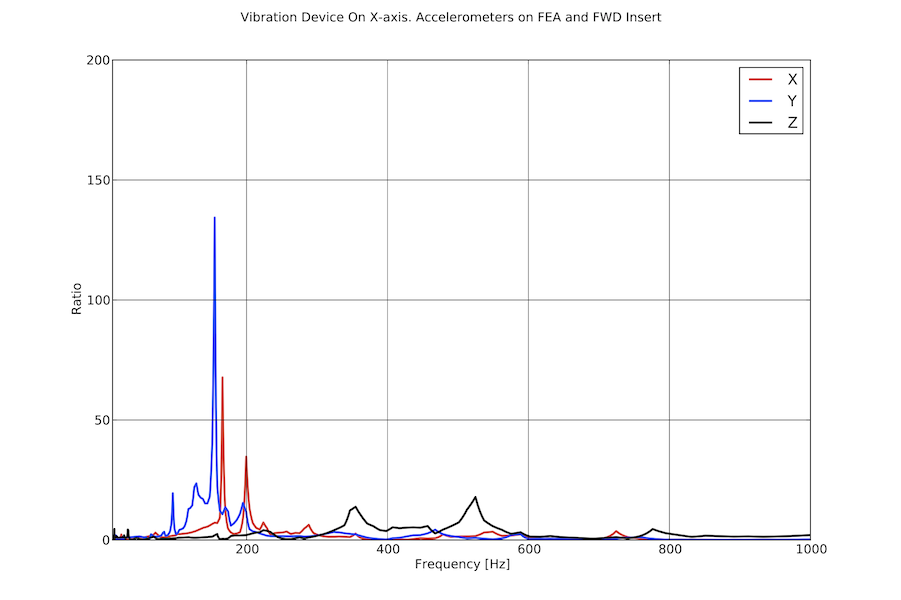 Vibration Device On X-axis. Accelerometers on FEA and FWD Insert
200
150
100
50
0
Ratio
X
Y
Z
200
400
600
800
1000
Frequency [Hz]